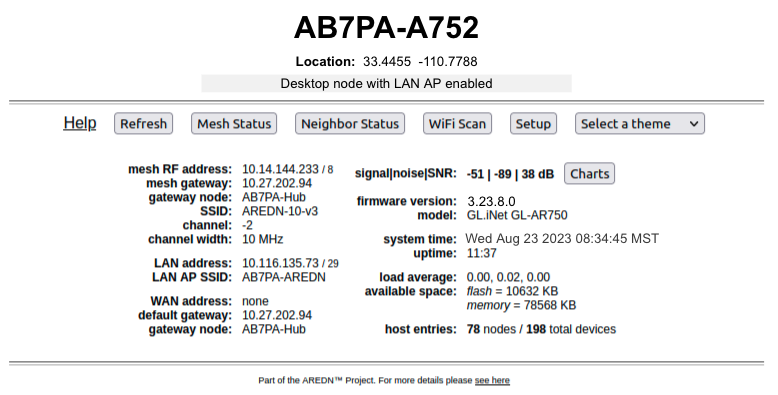 AB7PA-A752
Location: 33.4455 -110.7788
Desktop node with LAN AP enabled
Help Refresh Mesh Status Neighbor Status WiFi Scan Setup Select a theme
mesh RF address: 10.14.144.233 / 8
mesh gateway: 10.27.202.94
gateway node: AB7PA-Hub
SSID: AREDN-10-v3
channel: -2
channel width: 10 MHz
LAN address: 10.116.135.73 / 29
LAN AP SSID: AB7PA-AREDN
WAN address: none
default gateway: 10.27.202.94
gateway node: AB7PA-Hub
signal|noise|SNR: -51 | -89 | 38 dB Charts
firmware version: 3.23.8.0
model: GL.iNet GL-AR750
system time: Wed Aug 23 2023 08:34:45 MST
uptime: 11:37
load average: 0.00, 0.02, 0.00
available space: flash = 10632 KB
memory = 78568 KB
host entries: 78 nodes / 198 total devices
Part of the AREDN™ Project. For more details please see here